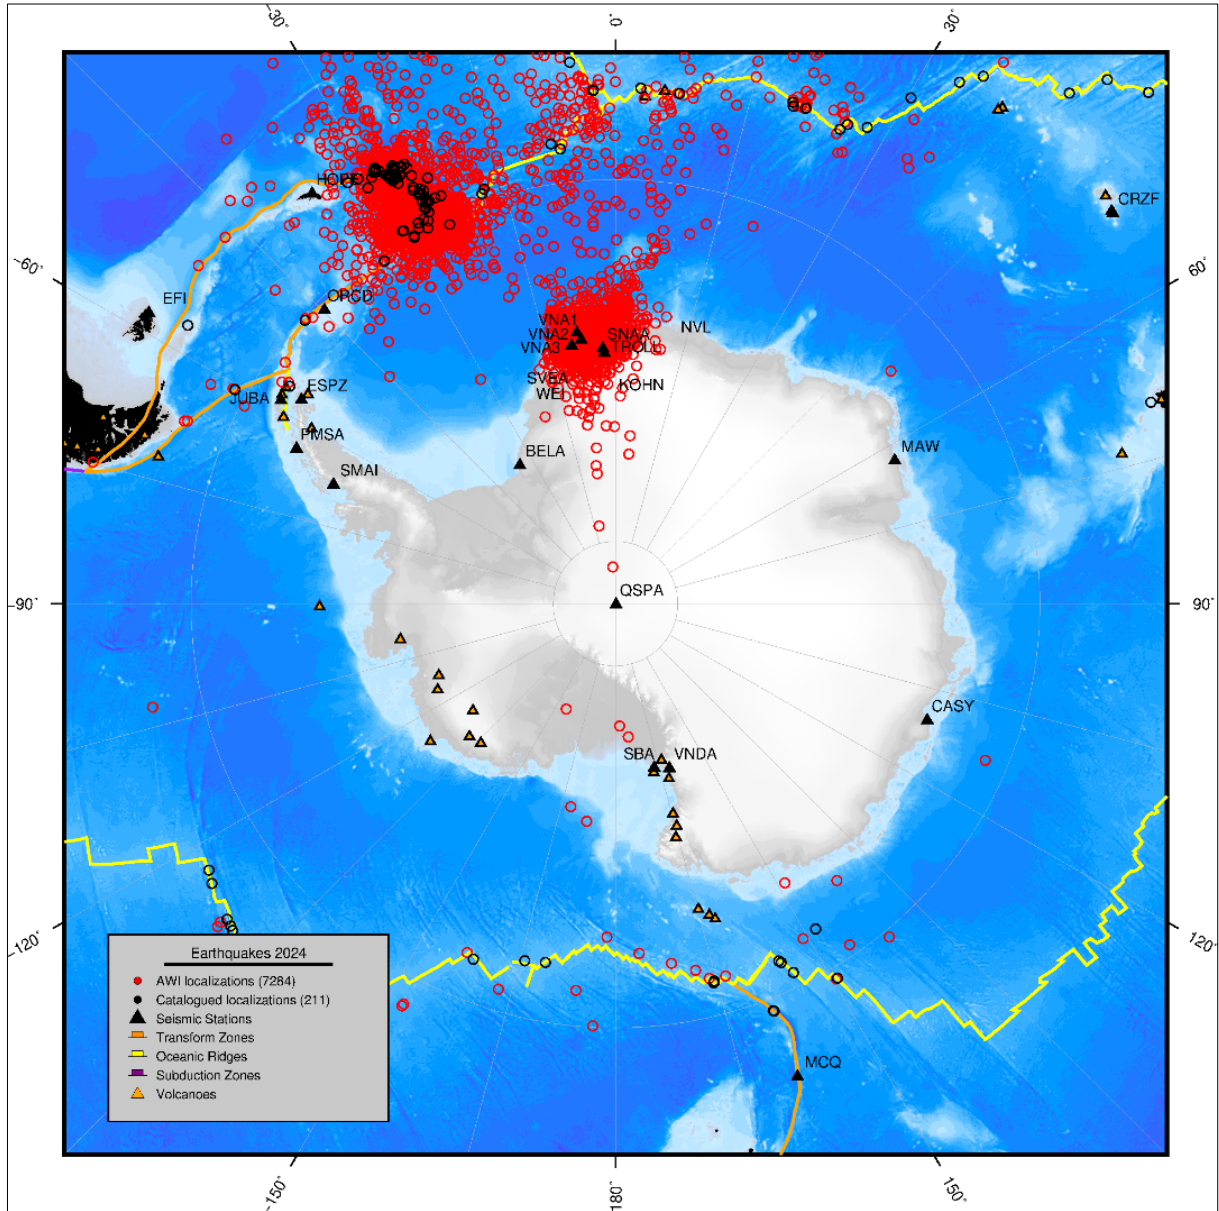 -30°
0°
30°
HOPE
CRZF
-60°
60°
EFI
ORCD
VNA1
VNA2
VNA3
SNAA
TROLL
NVL
SVEA
WEI
KOHN
JUBA
ESPZ
PMSA
SMAI
BELA
MAW
QSPA
-90°
90°
CASY
SBA
VNDA
-120°
120°
MCQ
Earthquakes 2024
AWI localizations (7284)
Catalogued localizations (211)
Seismic Stations
Transform Zones
Oceanic Ridges
Subduction Zones
Volcanoes
-150°
180°
150°